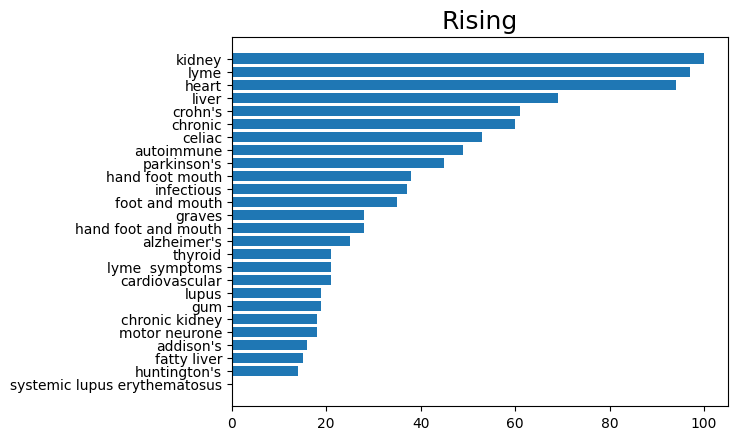 Rising
kidney
lyme
heart
liver
crohn's
chronic
celiac
autoimmune
parkinson's
hand foot mouth
infectious
foot and mouth
graves
hand foot and mouth
alzheimer's
thyroid
lyme  symptoms
cardiovascular
lupus
gum
chronic kidney
motor neurone
addison's
fatty liver
huntington's
systemic lupus erythematosus
0 20 40 60 80 100